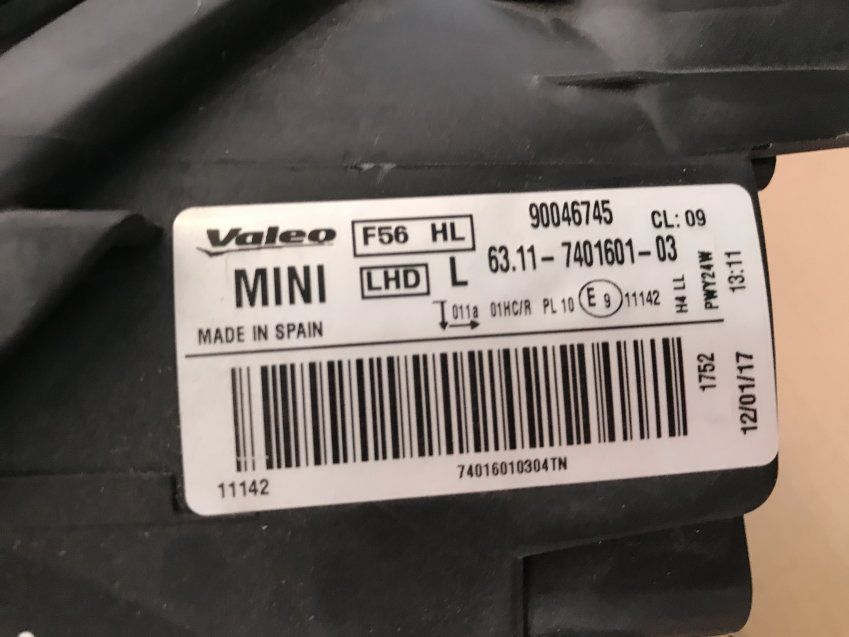 Valeo F56 HL 90046745 CL: 09
MINI LHD L 63.11-7401601-03
MADE IN SPAIN 011a 01HC/R PL 10 E 9 11142
H4 LL
PWY24W
13:11
1752
12/01/17
11142 74016010304TN